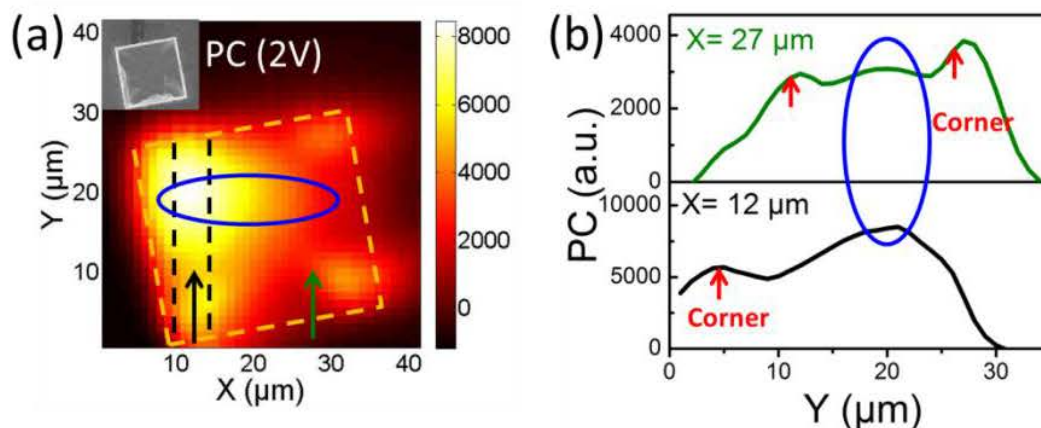 (a)
PC (2V)
40
30
20
10
Y (μm)
10 20 30 40
X (μm)
8000
6000
4000
2000
0
(b)
X= 27 μm
Corner
4000
2000
0
X= 12 μm
Corner
10000
5000
0
PC (a.u.)
0 10 20 30
Y (μm)